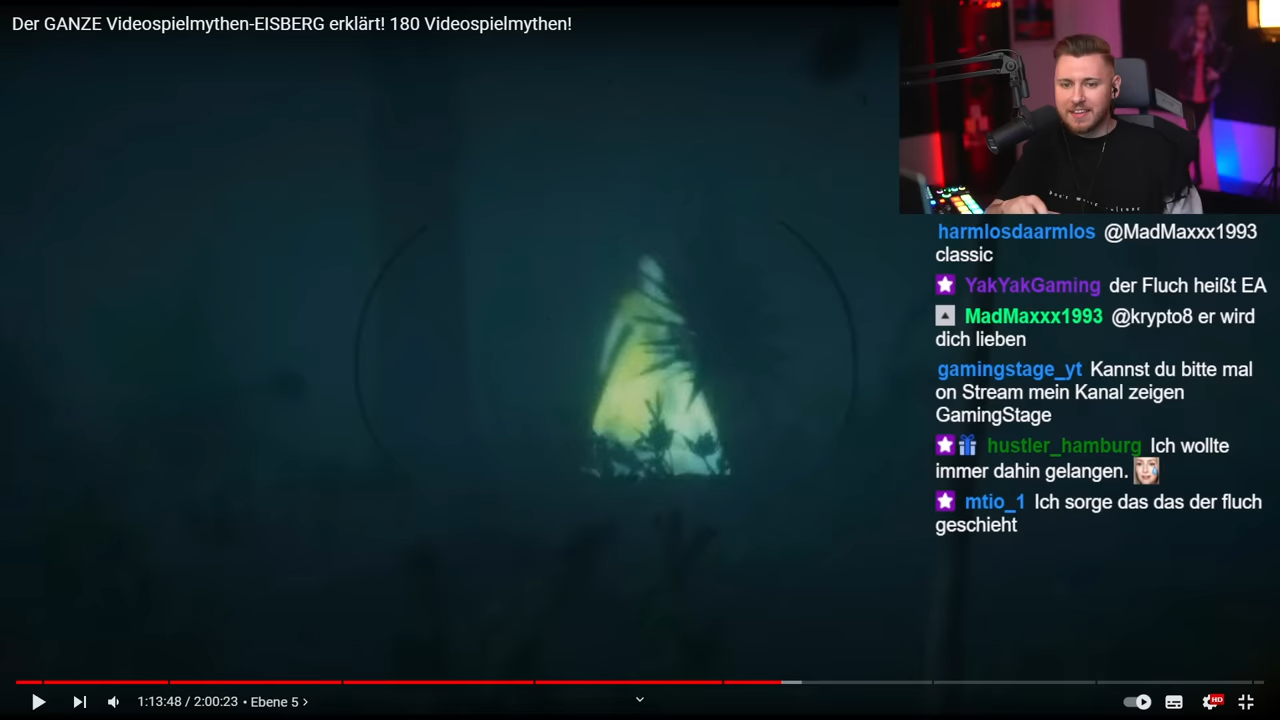 Der GANZE Videospielmythen-EISBERG erklärt! 180 Videospielmythen!
harmlosdaarmlos @MadMaxxx1993
classic
YakYakGaming der Fluch heißt EA
MadMaxxx1993 @krypto8 er wird
dich lieben
gamingstage_yt Kannst du bitte mal
on Stream mein Kanal zeigen
GamingStage
hustler_hamburg Ich wollte
immer dahin gelangen.
mtio_1 Ich sorge das das der fluch
geschieht
1:13:48 / 2:00:23 • Ebene 5 ›
HD